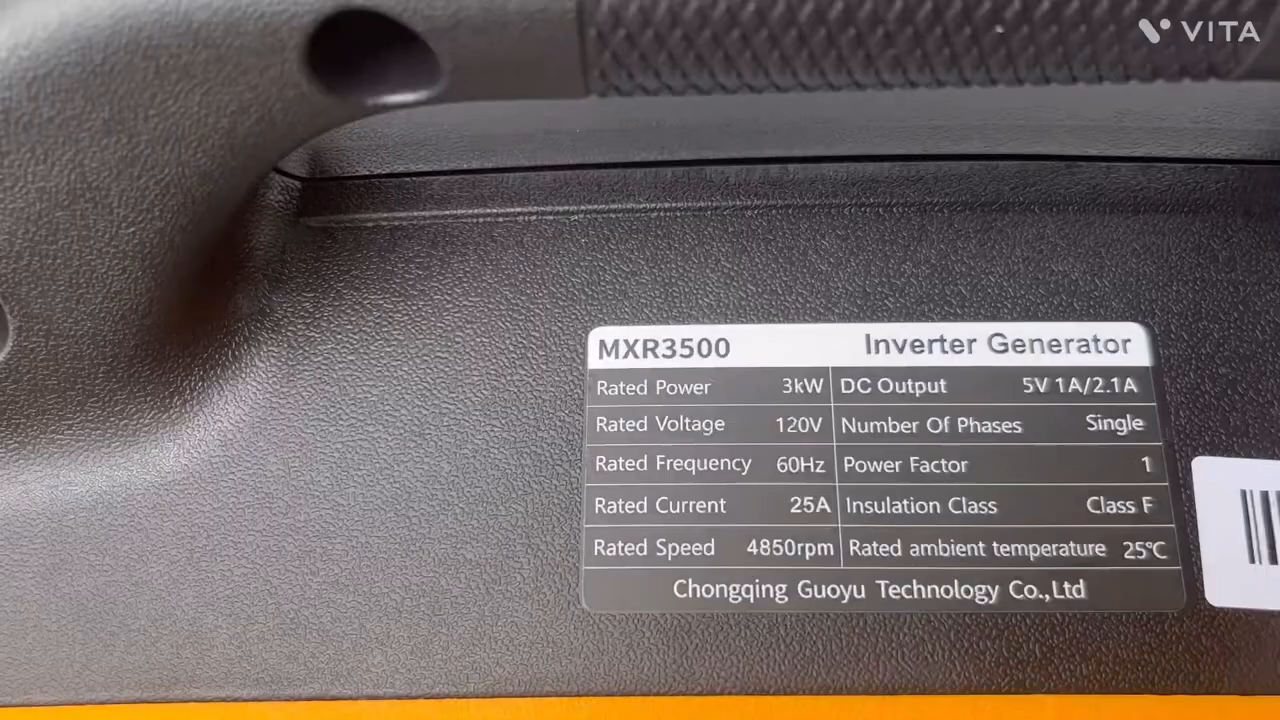 VITA
MXR3500 Inverter Generator
Rated Power 3kW DC Output 5V 1A/2.1A
Rated Voltage 120V Number Of Phases Single
Rated Frequency 60Hz Power Factor 1
Rated Current 25A Insulation Class Class F
Rated Speed 4850rpm Rated ambient temperature 25℃
Chongqing Guoyu Technology Co.,Ltd